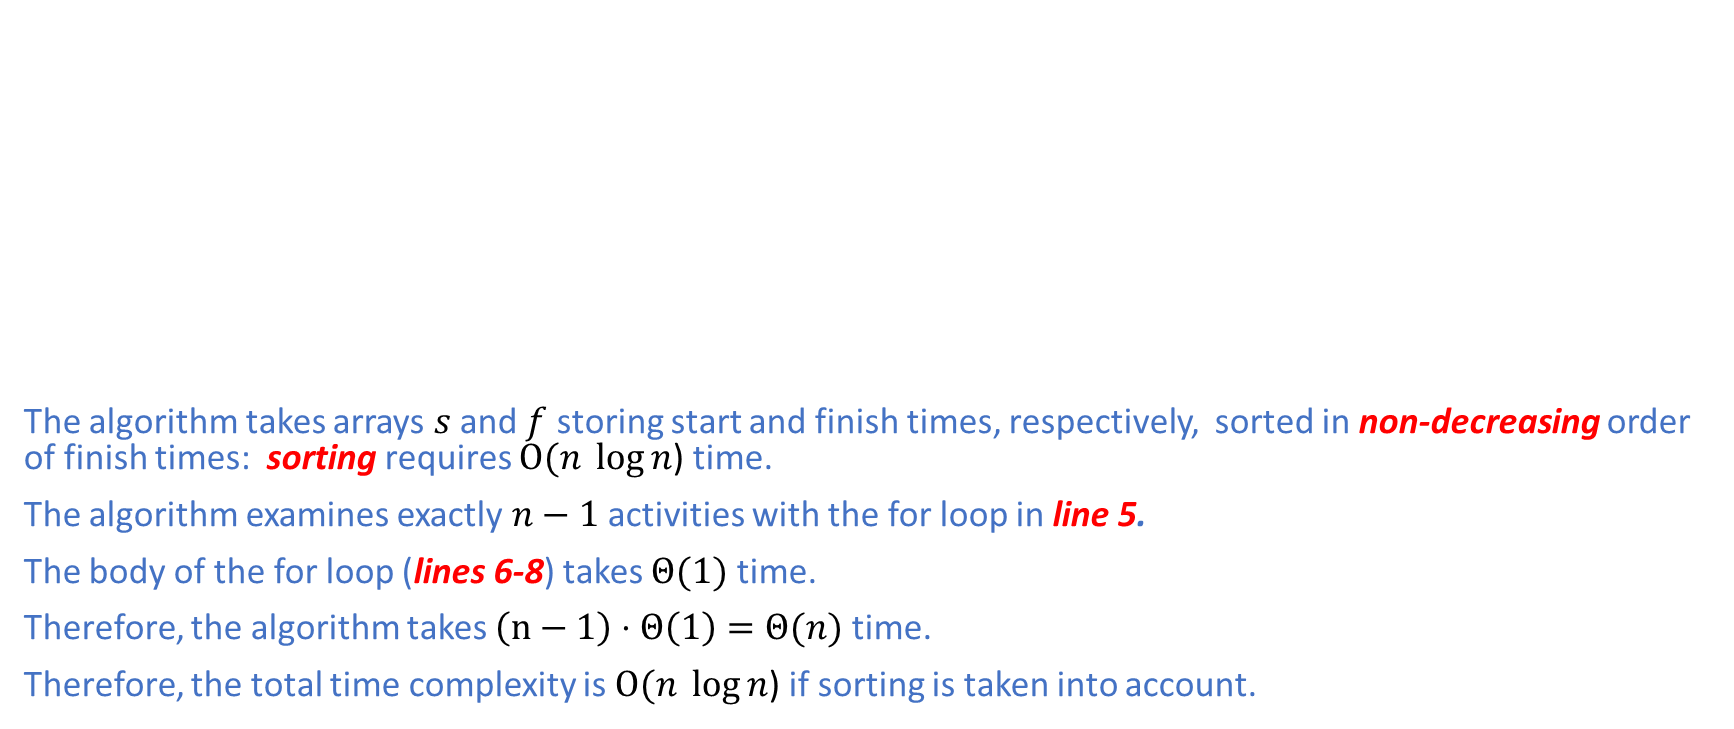 The algorithm takes arrays s and f storing start and finish times, respectively, sorted in non-decreasing order
of finish times: sorting requires O(n log n) time.
The algorithm examines exactly n − 1 activities with the for loop in line 5.
The body of the for loop (lines 6-8) takes Θ(1) time.
Therefore, the algorithm takes (n − 1) · Θ(1) = Θ(n) time.
Therefore, the total time complexity is O(n log n) if sorting is taken into account.